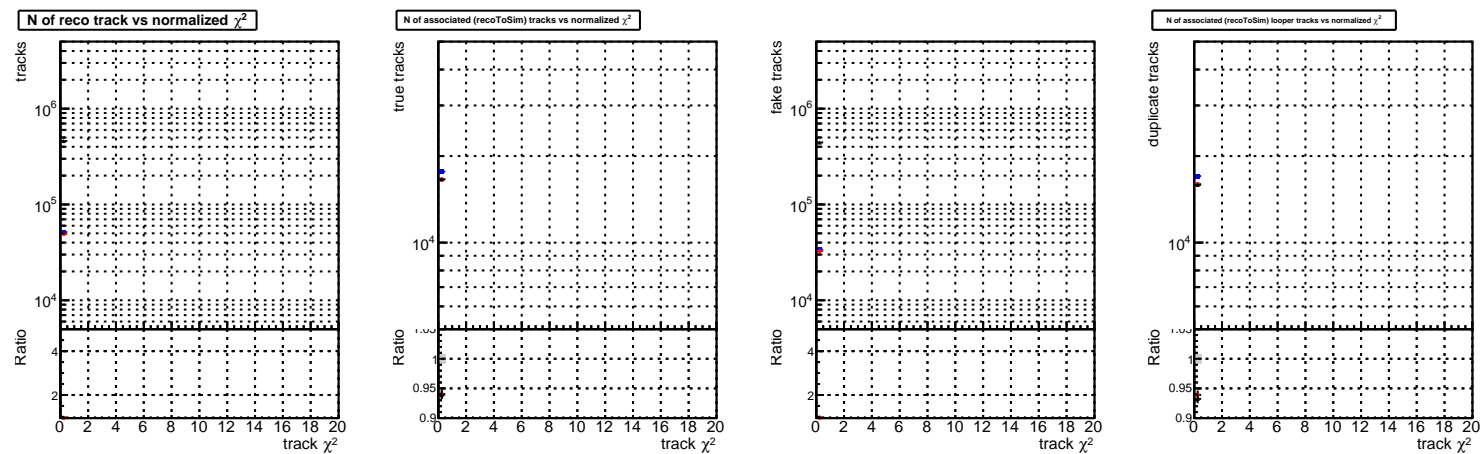 N of reco track vs normalized χ²
tracks
10⁶
10⁵
10⁴
Ratio
4
2
0 2 4 6 8 10 12 14 16 18 20
track χ²
N of associated (recoToSim) tracks vs normalized χ²
true tracks
10⁴
Ratio
1.05
1
0.95
0.9
0 2 4 6 8 10 12 14 16 18 20
track χ²
fake tracks
10⁶
10⁵
10⁴
Ratio
4
2
0 2 4 6 8 10 12 14 16 18 20
track χ²
N of associated (recoToSim) looper tracks vs normalized χ²
duplicate tracks
10⁴
Ratio
1.05
1
0.95
0.9
0 2 4 6 8 10 12 14 16 18 20
track χ²